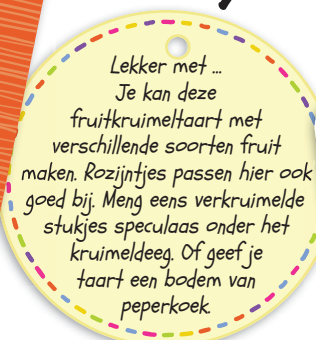 Lekker met ...
Je kan deze
fruitkruimeltaart met
verschillende soorten fruit
maken. Rozijntjes passen hier ook
goed bij. Meng eens verkruimelde
stukjes speculaas onder het
kruimeldeeg. Of geef je
taart een bodem van
peperkoek.